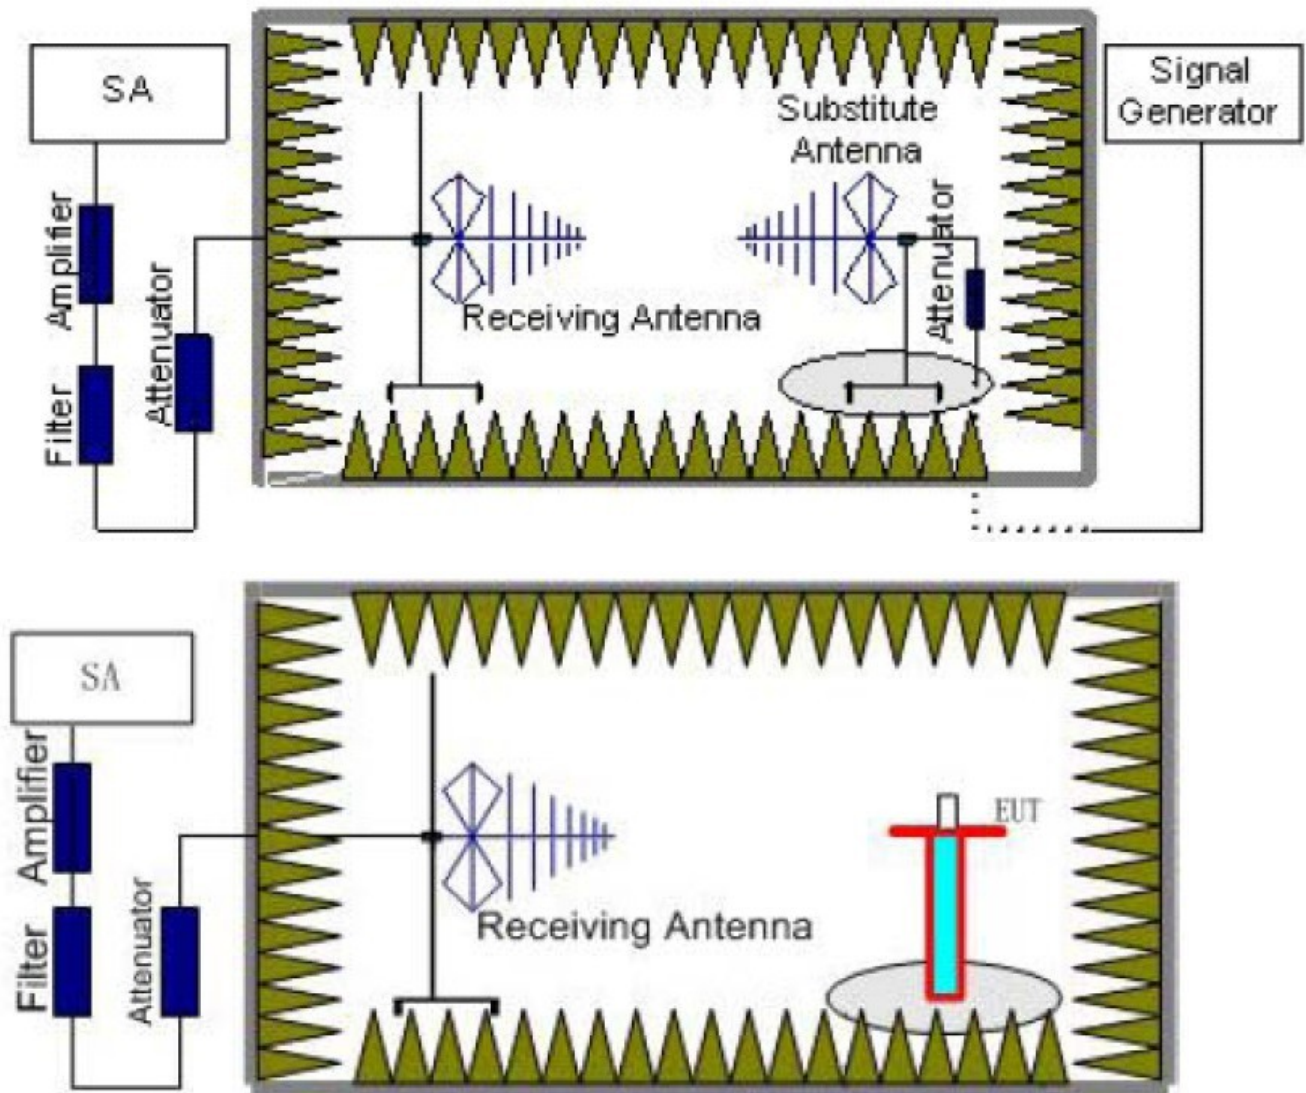 SA
Signal
Generator
Substitute
Antenna
Amplifier
Attenuator
Attenuator
Receiving Antenna
Filter
SA
Amplifier
EUT
Attenuator
Receiving Antenna
Filter